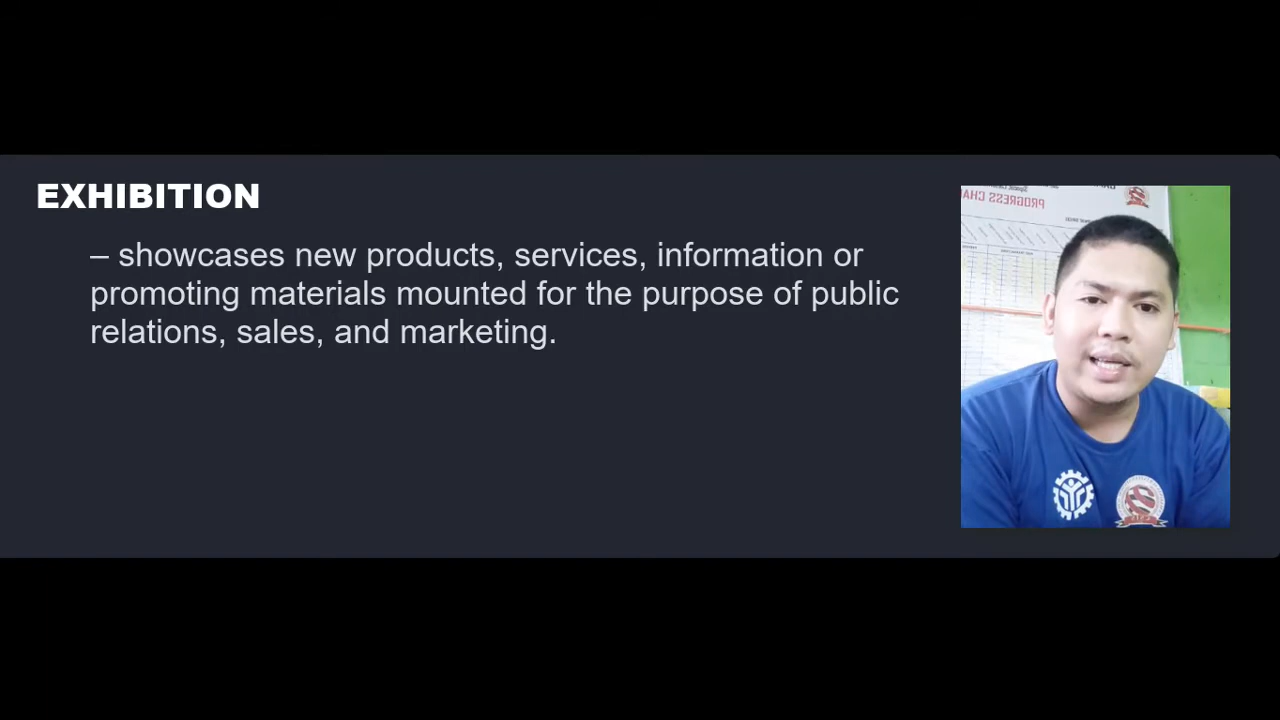 EXHIBITION
– showcases new products, services, information or
promoting materials mounted for the purpose of public
relations, sales, and marketing.
PROGRESS CHA